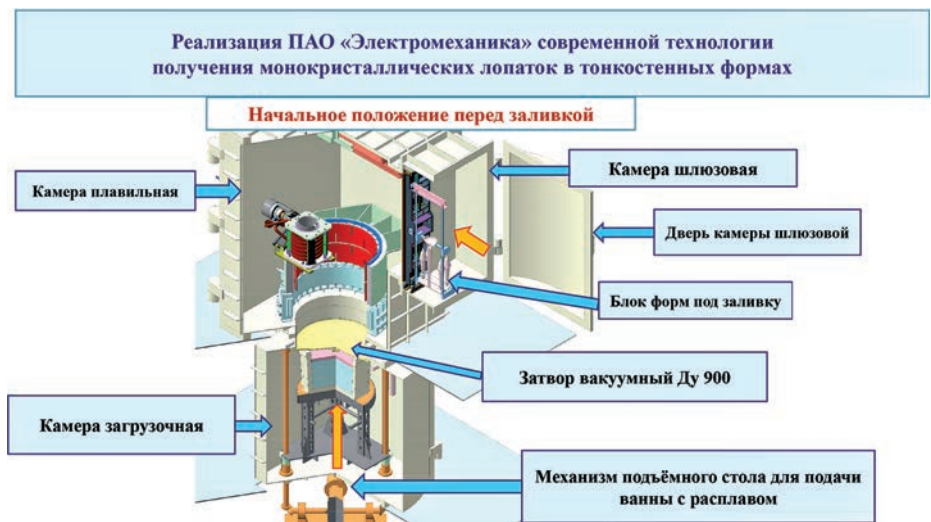 Реализация ПАО «Электромеханика» современной технологии
получения монокристаллических лопаток в тонкостенных формах
Начальное положение перед заливкой
Камера шлюзовая
Камера плавильная
Дверь камеры шлюзовой
Блок форм под заливку
Затвор вакуумный Ду 900
Камера загрузочная
Механизм подъёмного стола для подачи
ванны с расплавом